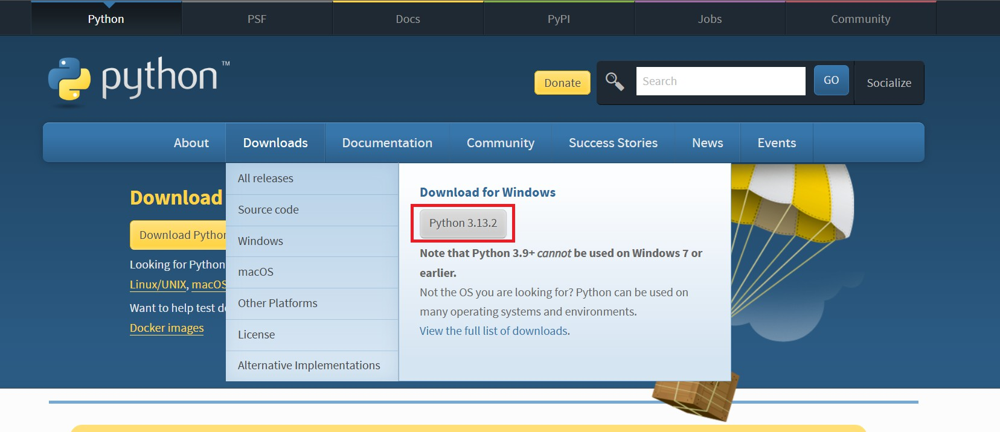 Python PSF Docs PyPI Jobs Community
python™
Donate Search GO Socialize
About Downloads Documentation Community Success Stories News Events
All releases
Source code
Windows
macOS
Other Platforms
License
Alternative Implementations
Download for Windows
Python 3.13.2
Note that Python 3.9+ cannot be used on Windows 7 or
earlier.
Not the OS you are looking for? Python can be used on
many operating systems and environments.
View the full list of downloads.
Download
Download Python
Looking for Python
Linux/UNIX, macOS
Want to help test
Docker images